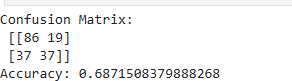 Confusion Matrix:
[[86 19]
[37 37]]
Accuracy: 0.6871508379888268